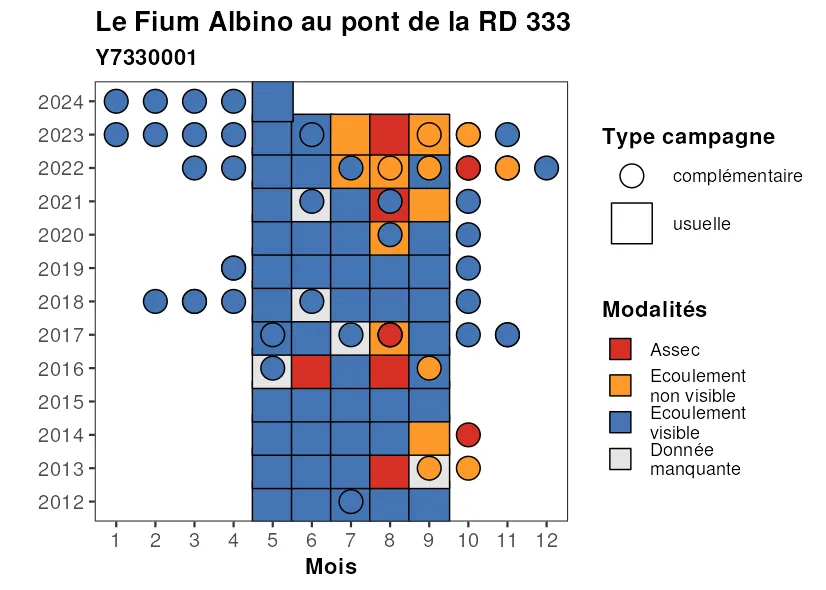 Le Fium Albino au pont de la RD 333
Y7330001
2024
2023
2022
2021
2020
2019
2018
2017
2016
2015
2014
2013
2012
1 2 3 4 5 6 7 8 9 10 11 12
Mois
Type campagne
complémentaire
usuelle
Modalités
Assec
Ecoulement
non visible
Ecoulement
visible
Donnée
manquante